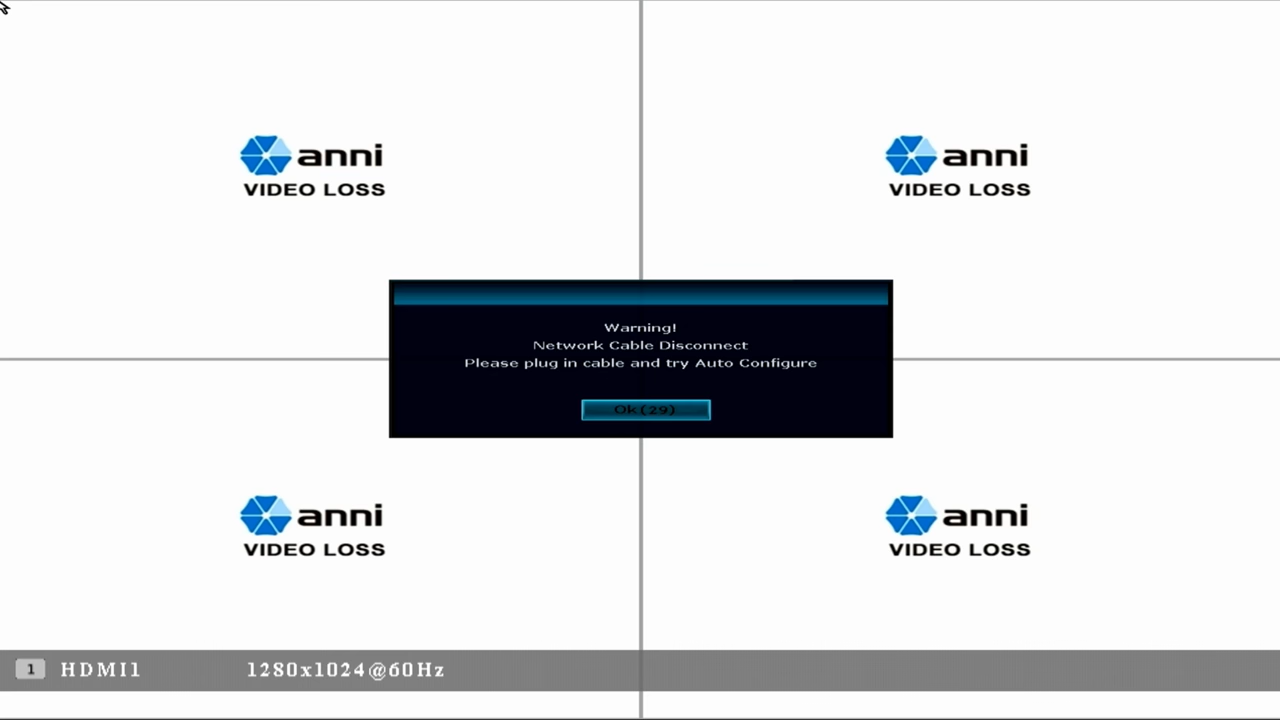 anni
VIDEO LOSS
anni
VIDEO LOSS
Warning!
Network Cable Disconnect
Please plug in cable and try Auto Configure
Ok(29)
anni
VIDEO LOSS
anni
VIDEO LOSS
1 HDMI1 1280x1024@60Hz